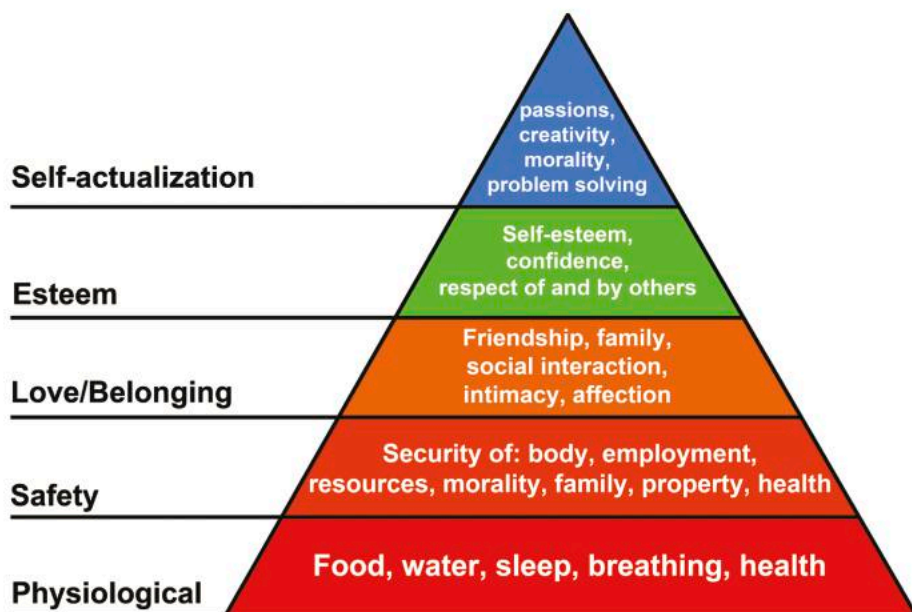 passions,
creativity,
morality,
problem solving
Self-actualization
Self-esteem,
confidence,
respect of and by others
Esteem
Friendship, family,
social interaction,
intimacy, affection
Love/Belonging
Security of: body, employment,
resources, morality, family, property, health
Safety
Food, water, sleep, breathing, health
Physiological